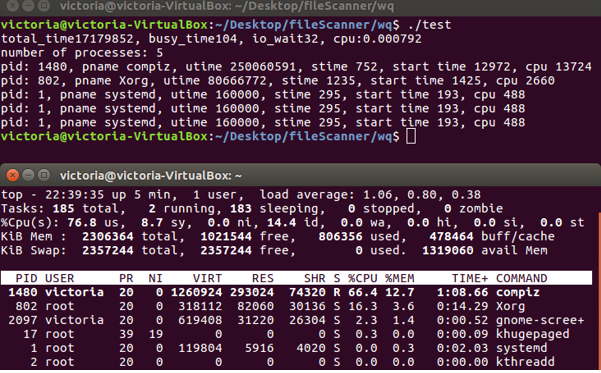 victoria@victoria-VirtualBox: ~/Desktop/fileScanner/wq
victoria@victoria-VirtualBox:~/Desktop/fileScanner/wq$ ./test
total_time17179852, busy_time104, io_wait32, cpu:0.000792
number of processes: 5
pid: 1480, pname compiz, utime 250060591, stime 752, start time 12972, cpu 13724
pid: 802, pname Xorg, utime 80666772, stime 1235, start time 1425, cpu 2660
pid: 1, pname systemd, utime 160000, stime 295, start time 193, cpu 488
pid: 1, pname systemd, utime 160000, stime 295, start time 193, cpu 488
pid: 1, pname systemd, utime 160000, stime 295, start time 193, cpu 488
victoria@victoria-VirtualBox:~/Desktop/fileScanner/wq$
victoria@victoria-VirtualBox: ~
top - 22:39:35 up 5 min, 1 user, load average: 1.06, 0.80, 0.38
Tasks: 185 total, 2 running, 183 sleeping, 0 stopped, 0 zombie
%Cpu(s): 76.8 us, 8.7 sy, 0.0 ni, 14.4 id, 0.0 wa, 0.0 hi, 0.0 si, 0.0 st
KiB Mem : 2306364 total, 1021544 free, 806356 used, 478464 buff/cache
KiB Swap: 2357244 total, 2357244 free, 0 used. 1319060 avail Mem
PID USER PR NI VIRT RES SHR S %CPU %MEM TIME+ COMMAND
1480 victoria 20 0 1260924 293024 74320 R 66.4 12.7 1:08.66 compiz
802 root 20 0 318112 82060 30136 S 16.3 3.6 0:14.29 Xorg
2097 victoria 20 0 619408 31220 26304 S 2.3 1.4 0:00.52 gnome-scree+
17 root 39 19 0 0 0 S 0.3 0.0 0:00.09 khugepaged
1 root 20 0 119804 5916 4020 S 0.0 0.3 0:02.03 systemd
2 root 20 0 0 0 0 S 0.0 0.0 0:00.00 kthreadd